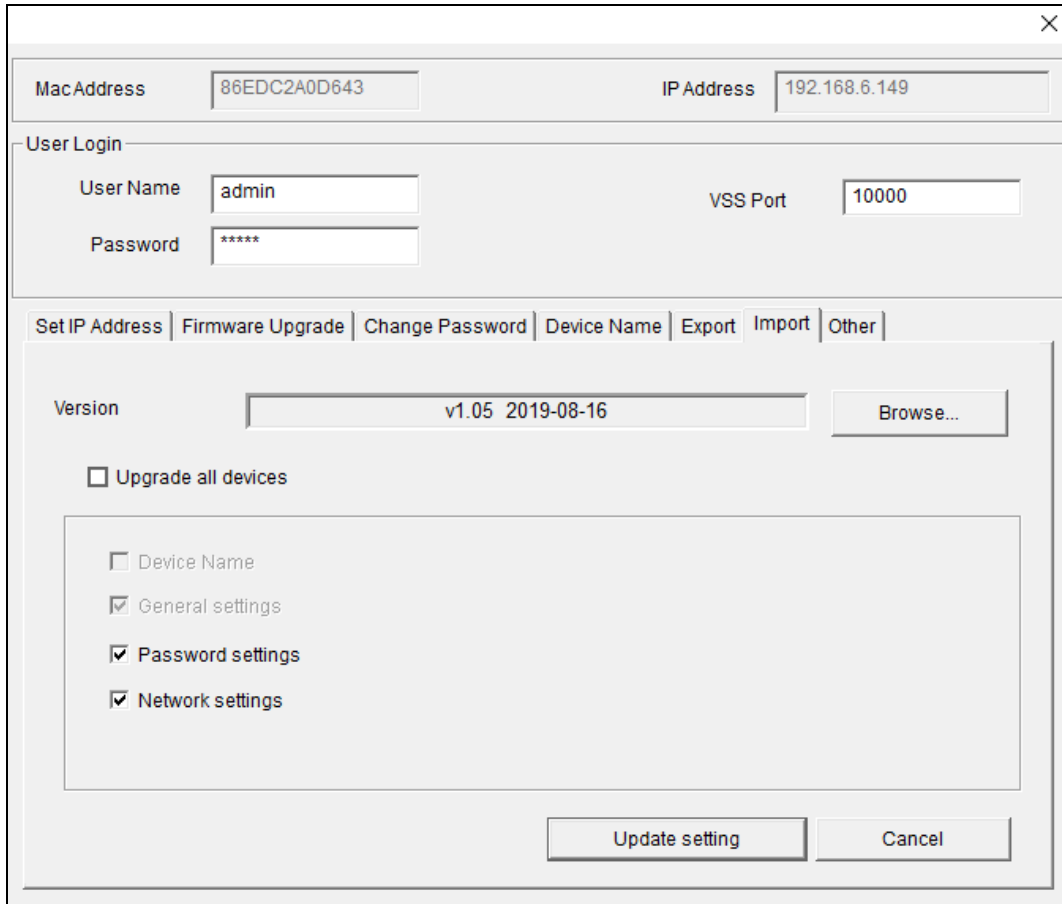 Mac Address 86EDC2A0D643 IP Address 192.168.6.149
User Login
User Name admin VSS Port 10000
Password *****
Set IP Address Firmware Upgrade Change Password Device Name Export Import Other
Version v1.05 2019-08-16 Browse...
Upgrade all devices
Device Name
General settings
Password settings
Network settings
Update setting Cancel